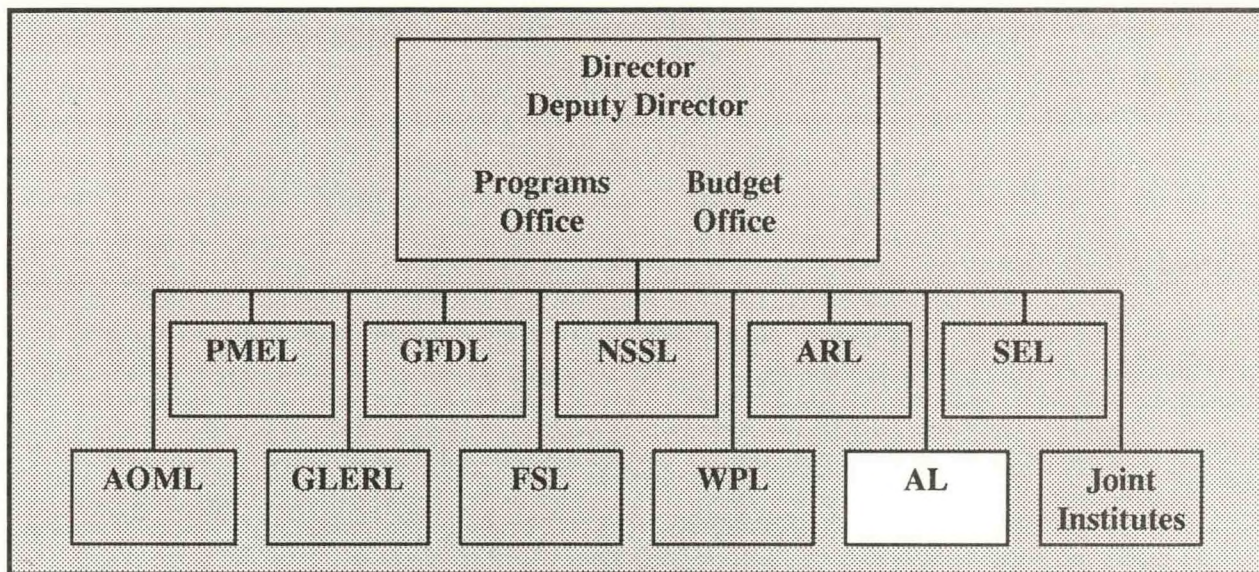 Director
Deputy Director
Programs Office
Budget Office
PMEL
GFDL
NSSL
ARL
SEL
AOML
GLERL
FSL
WPL
AL
Joint
Institutes